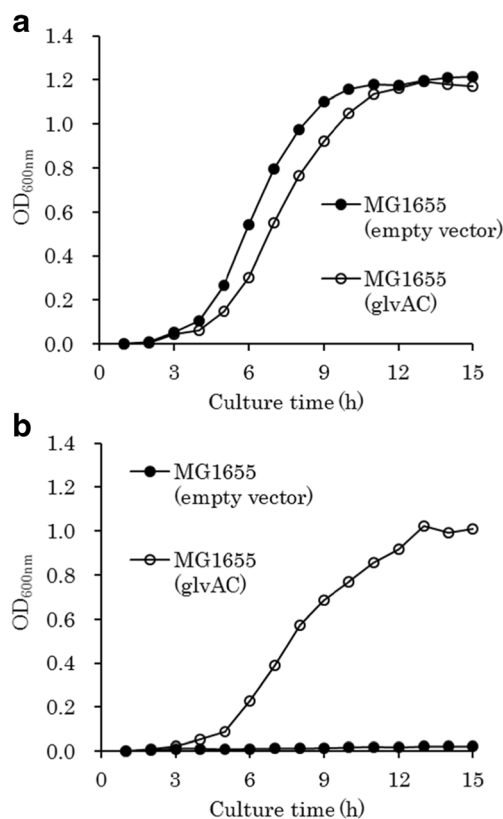 a
1.4
1.2
1.0
0.8
0.6
0.4
0.2
0.0
OD600nm
MG1655
(empty vector)
MG1655
(glvAC)
0 3 6 9 12 15
Culture time (h)
b
1.4
1.2
1.0
0.8
0.6
0.4
0.2
0.0
OD600nm
MG1655
(empty vector)
MG1655
(glvAC)
0 3 6 9 12 15
Culture time (h)